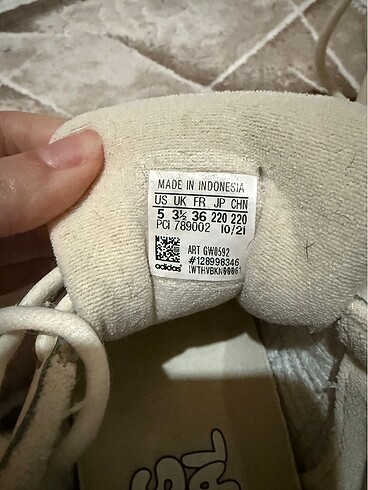 MADE IN INDONESIA
US UK FR JP CHN
5 3½ 36 220 220
PCI 789002 10/21
ART GW0592
#128998346
adidas